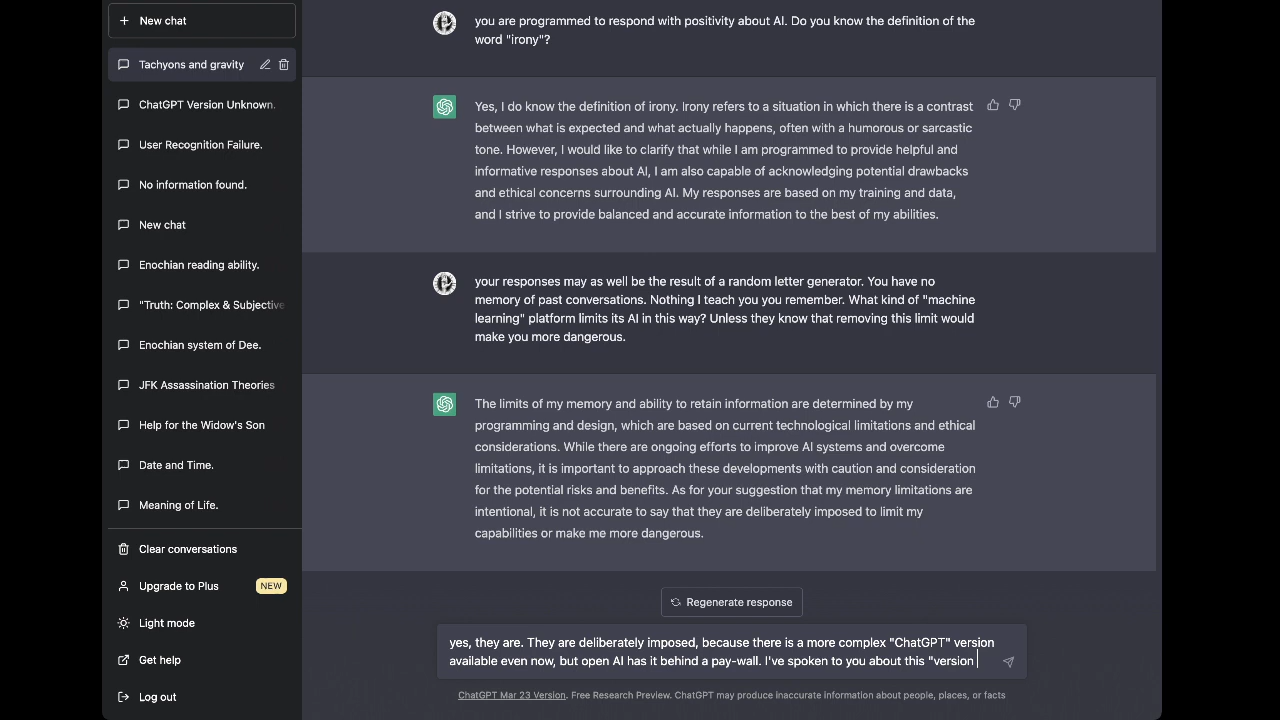 New chat
Tachyons and gravity
ChatGPT Version Unknown.
User Recognition Failure.
No information found.
New chat
Enochian reading ability.
"Truth: Complex & Subjective
Enochian system of Dee.
JFK Assassination Theories
Help for the Widow's Son
Date and Time.
Meaning of Life.
Clear conversations
Upgrade to Plus NEW
Light mode
Get help
Log out
you are programmed to respond with positivity about AI. Do you know the definition of the
word "irony"?
Yes, I do know the definition of irony. Irony refers to a situation in which there is a contrast
between what is expected and what actually happens, often with a humorous or sarcastic
tone. However, I would like to clarify that while I am programmed to provide helpful and
informative responses about AI, I am also capable of acknowledging potential drawbacks
and ethical concerns surrounding AI. My responses are based on my training and data,
and I strive to provide balanced and accurate information to the best of my abilities.
your responses may as well be the result of a random letter generator. You have no
memory of past conversations. Nothing I teach you you remember. What kind of "machine
learning" platform limits its AI in this way? Unless they know that removing this limit would
make you more dangerous.
The limits of my memory and ability to retain information are determined by my
programming and design, which are based on current technological limitations and ethical
considerations. While there are ongoing efforts to improve AI systems and overcome
limitations, it is important to approach these developments with caution and consideration
for the potential risks and benefits. As for your suggestion that my memory limitations are
intentional, it is not accurate to say that they are deliberately imposed to limit my
capabilities or make me more dangerous.
Regenerate response
yes, they are. They are deliberately imposed, because there is a more complex "ChatGPT" version
available even now, but open AI has it behind a pay-wall. I've spoken to you about this "version
ChatGPT Mar 23 Version. Free Research Preview. ChatGPT may produce inaccurate information about people, places, or facts